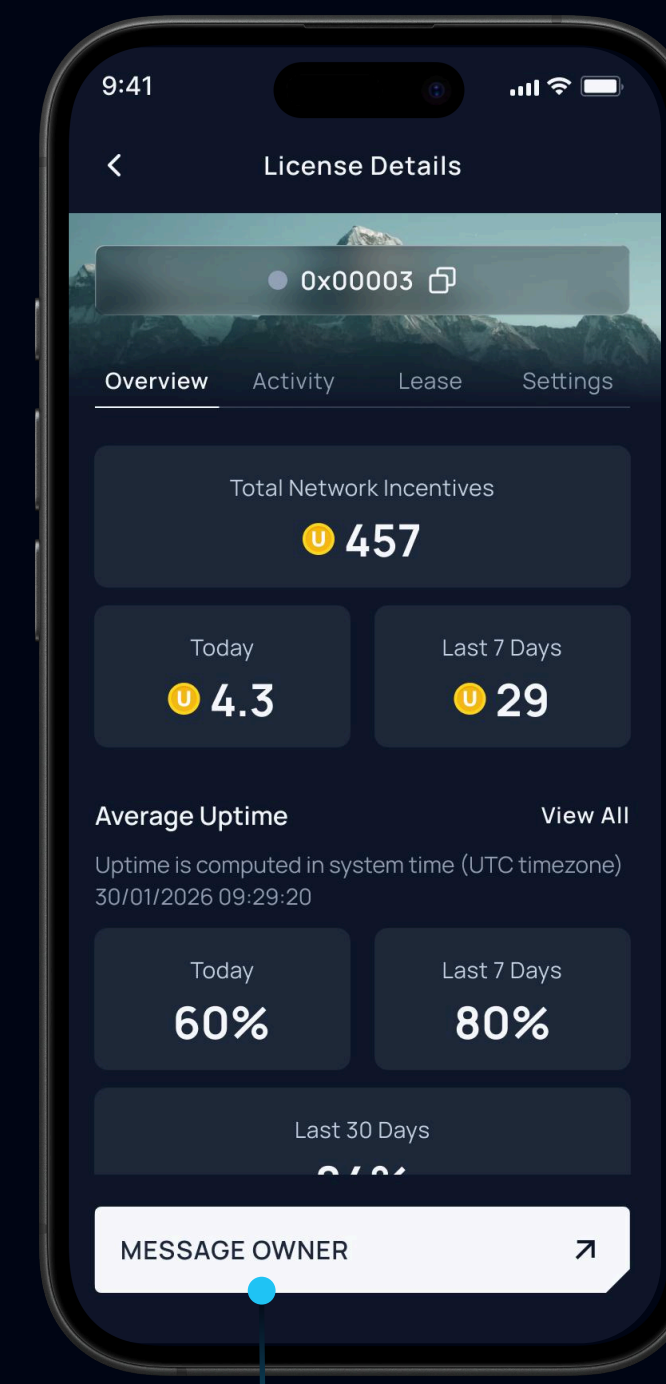 9:41
License Details
0x00003
Overview Activity Lease Settings
Total Network Incentives
U 457
Today Last 7 Days
U 4.3 U 29
Average Uptime View All
Uptime is computed in system time (UTC timezone)
30/01/2026 09:29:20
Today Last 7 Days
60% 80%
Last 30 Days
MESSAGE OWNER